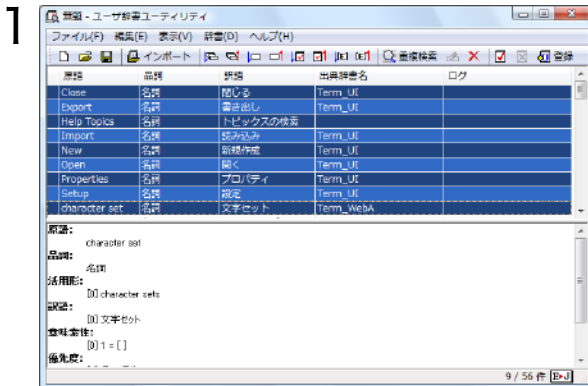 1
無題 - ユーザ辞書ユーティリティ
ファイル(F) 編集(E) 表示(V) 辞書(D) ヘルプ(H)
インポート 重複検索 登録
原語 品詞 訳語 出典辞書名 ログ
Close 名詞 閉じる Term_UI
Export 名詞 書き出し Term_UI
Help Topics 名詞 トピックスの検索
Import 名詞 読み込み Term_UI
New 名詞 新規作成 Term_UI
Open 名詞 開く Term_UI
Properties 名詞 プロパティ Term_UI
Setup 名詞 設定 Term_UI
character set 名詞 文字セット Term_WebA
原語:
character set
品詞:
名詞
活用形:
[0] character sets
訳語:
[0] 文字セット
意味素性:
[0] 1 = [ ]
優先度:
9 / 56 件 E▸J